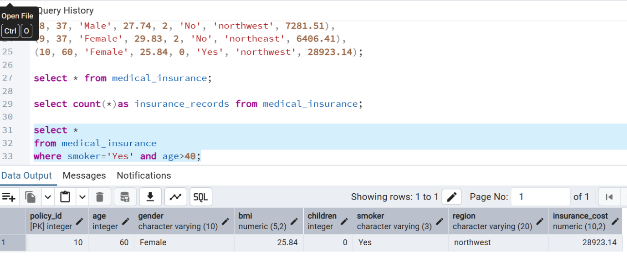 Open File
Query History
Ctrl O
8, 37, 'Male', 27.74, 2, 'No', 'northwest', 7281.51),
(9, 37, 'Female', 29.83, 2, 'No', 'northeast', 6406.41),
25 (10, 60, 'Female', 25.84, 0, 'Yes', 'northwest', 28923.14);
26
27 select * from medical_insurance;
28
29 select count(*)as insurance_records from medical_insurance;
30
31 select *
32 from medical_insurance
33 where smoker='Yes' and age>40;
Data Output Messages Notifications
SQL Showing rows: 1 to 1 Page No: 1 of 1
policy_id age gender bmi children smoker region insurance_cost
[PK] integer integer character varying (10) numeric (5,2) integer character varying (3) character varying (20) numeric (10,2)
1 10 60 Female 25.84 0 Yes northwest 28923.14